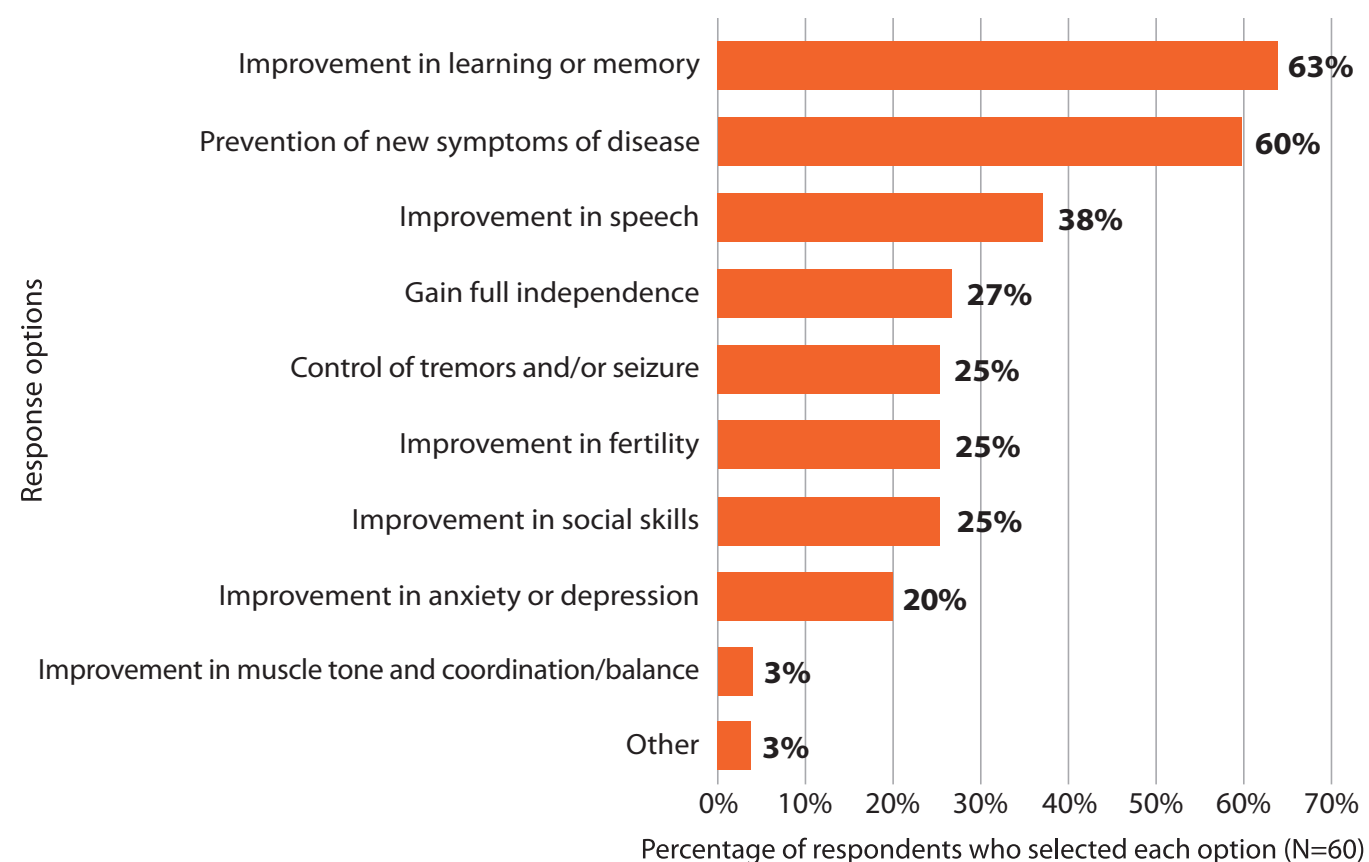 Improvement in learning or memory 63%
Prevention of new symptoms of disease 60%
Improvement in speech 38%
Gain full independence 27%
Control of tremors and/or seizure 25%
Improvement in fertility 25%
Improvement in social skills 25%
Improvement in anxiety or depression 20%
Improvement in muscle tone and coordination/balance 3%
Other 3%
Response options
0% 10% 20% 30% 40% 50% 60% 70%
Percentage of respondents who selected each option (N=60)